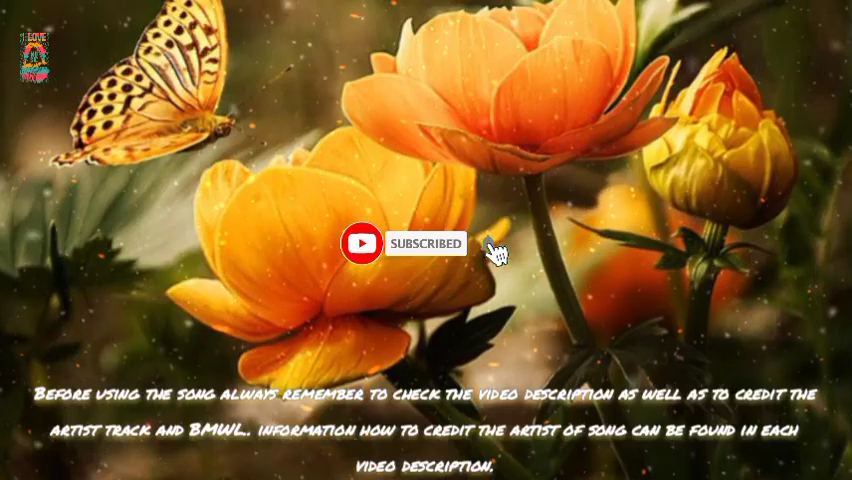 LOVE
SUBSCRIBED
Before using the song always remember to check the video description as well as to credit the
artist track and BMWL.. information how to credit the artist of song can be found in each
video description.